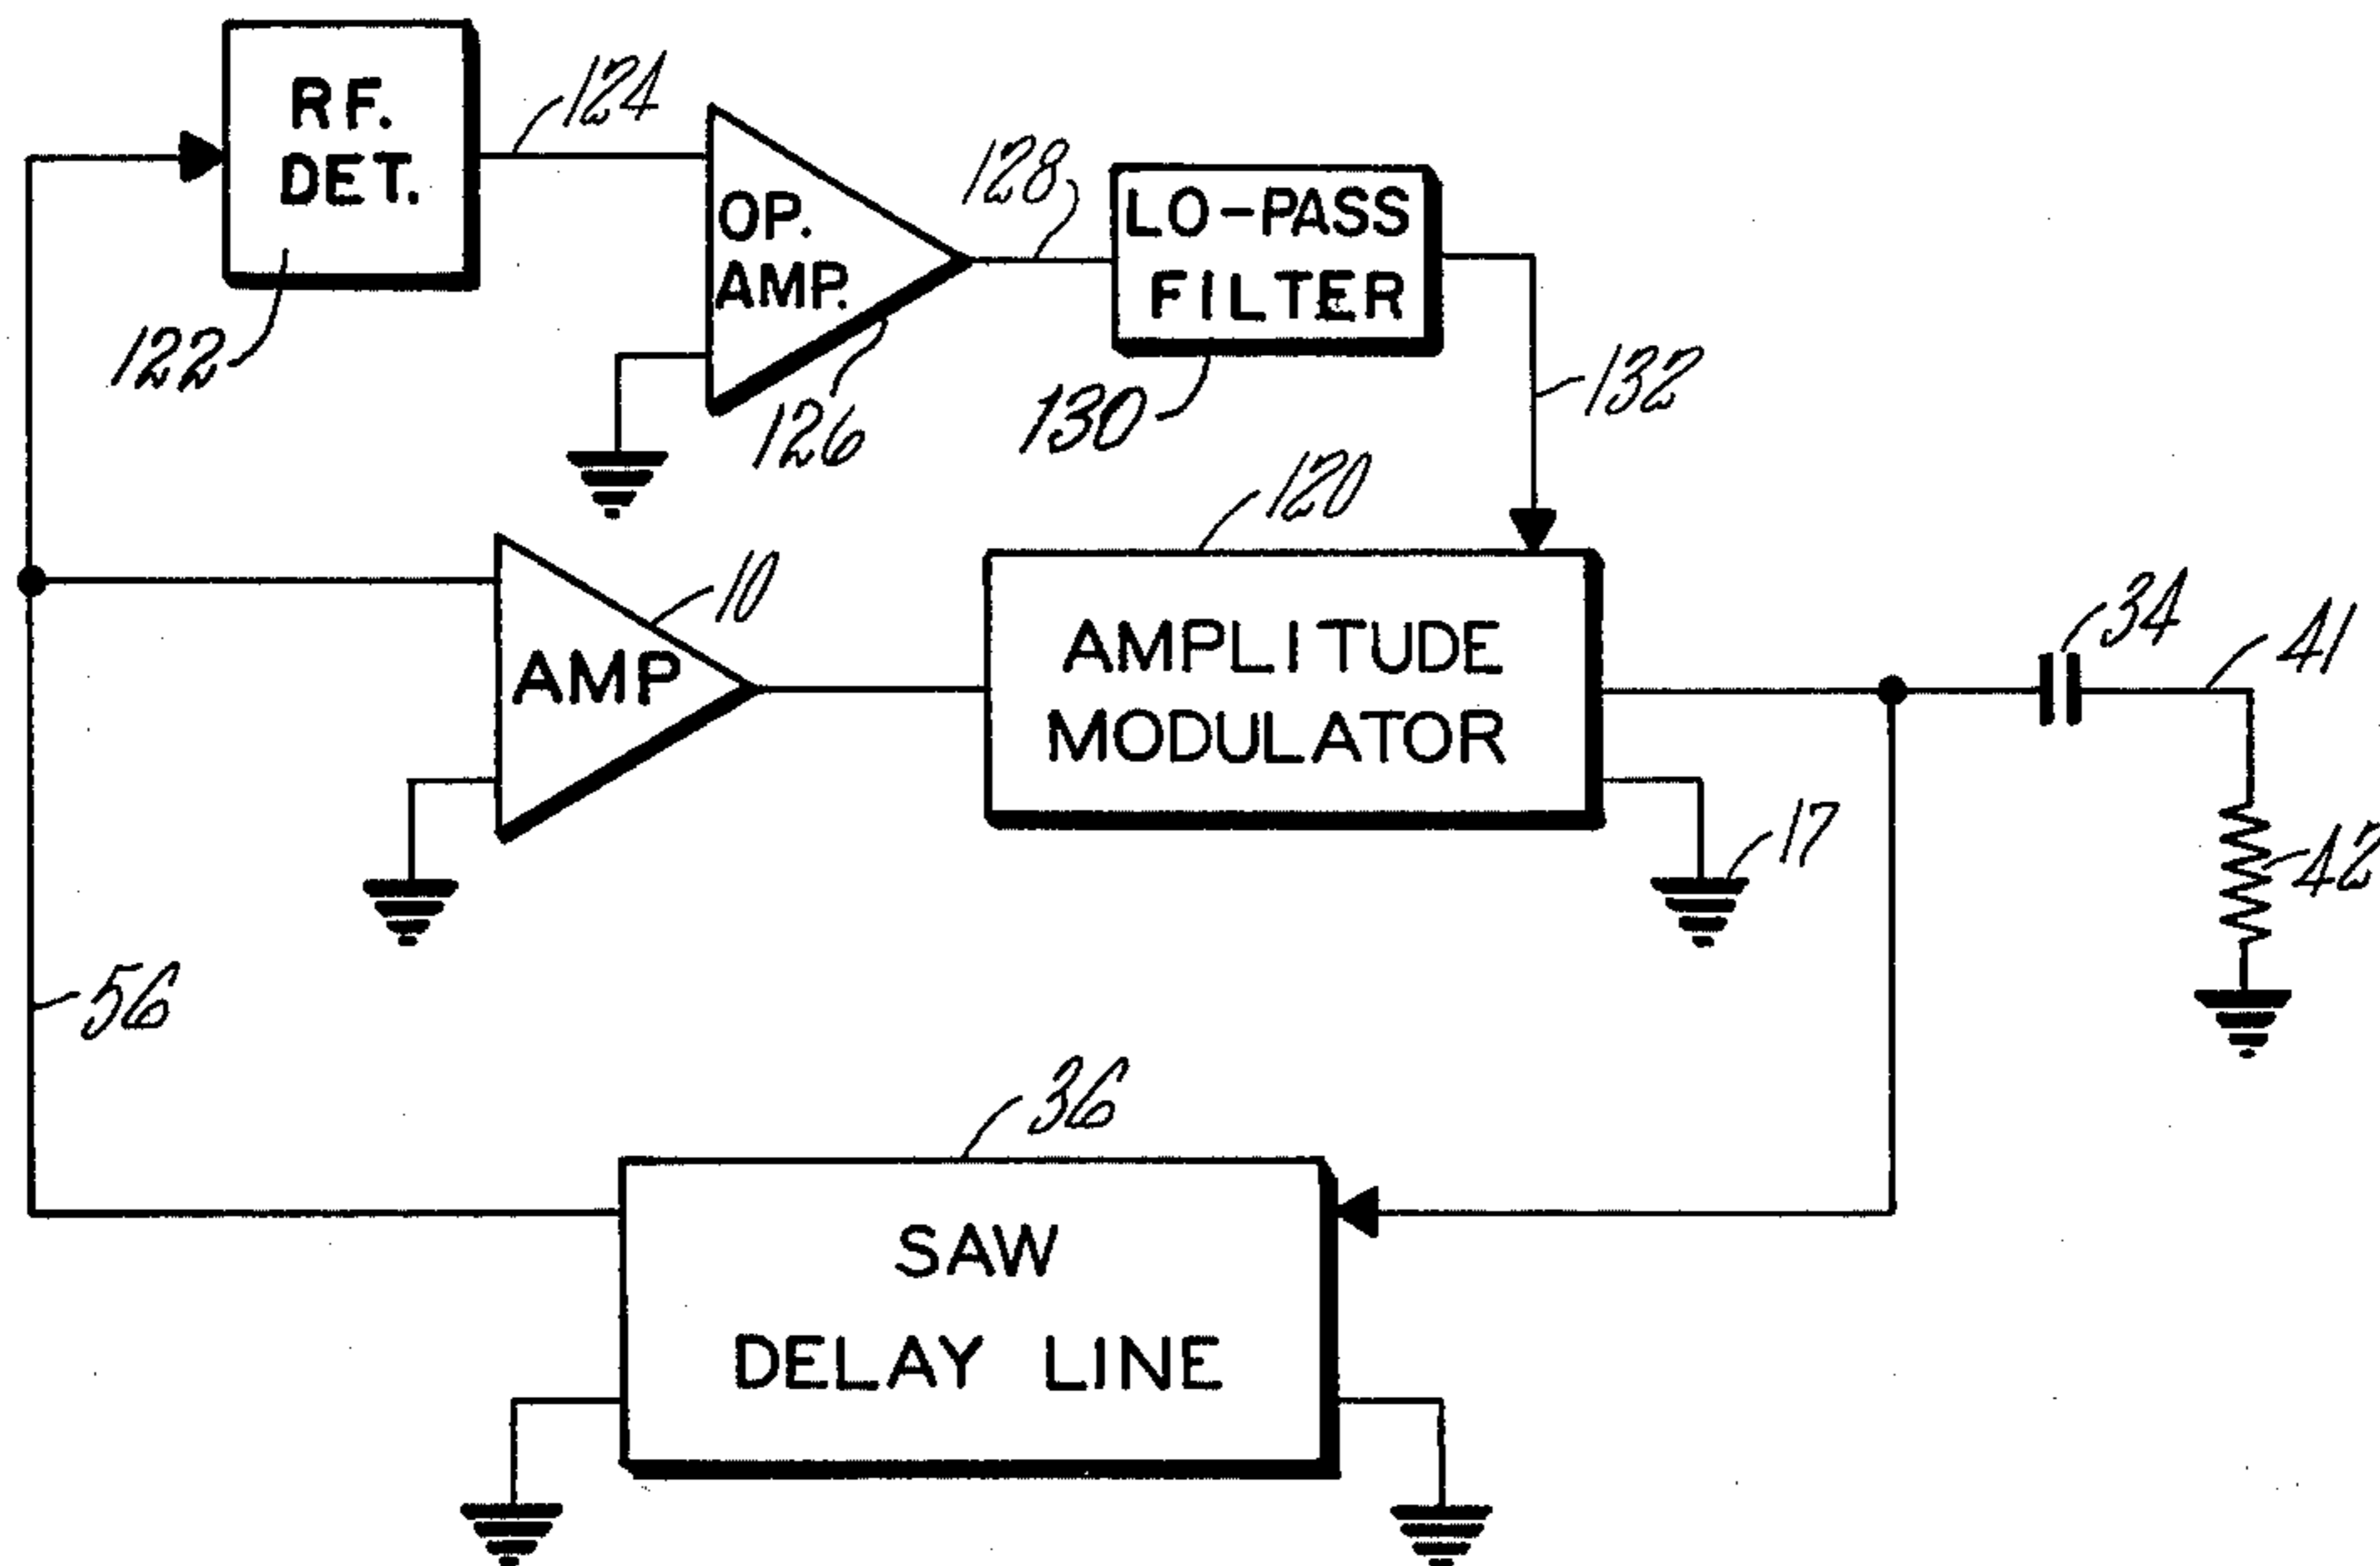 RF.
DET.
124
OP.
AMP.
128
LO-PASS
FILTER
122
126
130
132
120
AMP
10
AMPLITUDE
MODULATOR
34
41
17
42
56
36
SAW
DELAY LINE